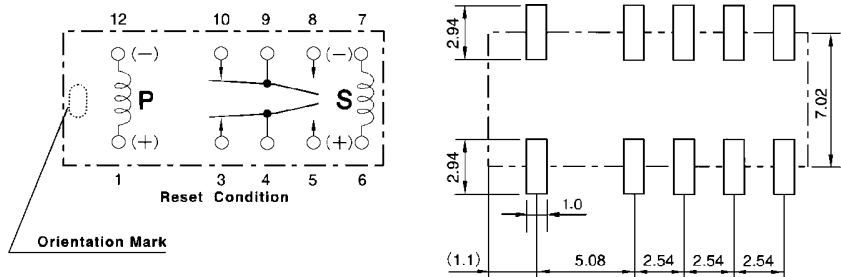 12 10 9 8 7
(−) (−)
P S
(+) (+)
1 3 4 5 6
Reset Condition
Orientation Mark
2.94
7.02
2.94
1.0
(1.1) 5.08 2.54 2.54 2.54